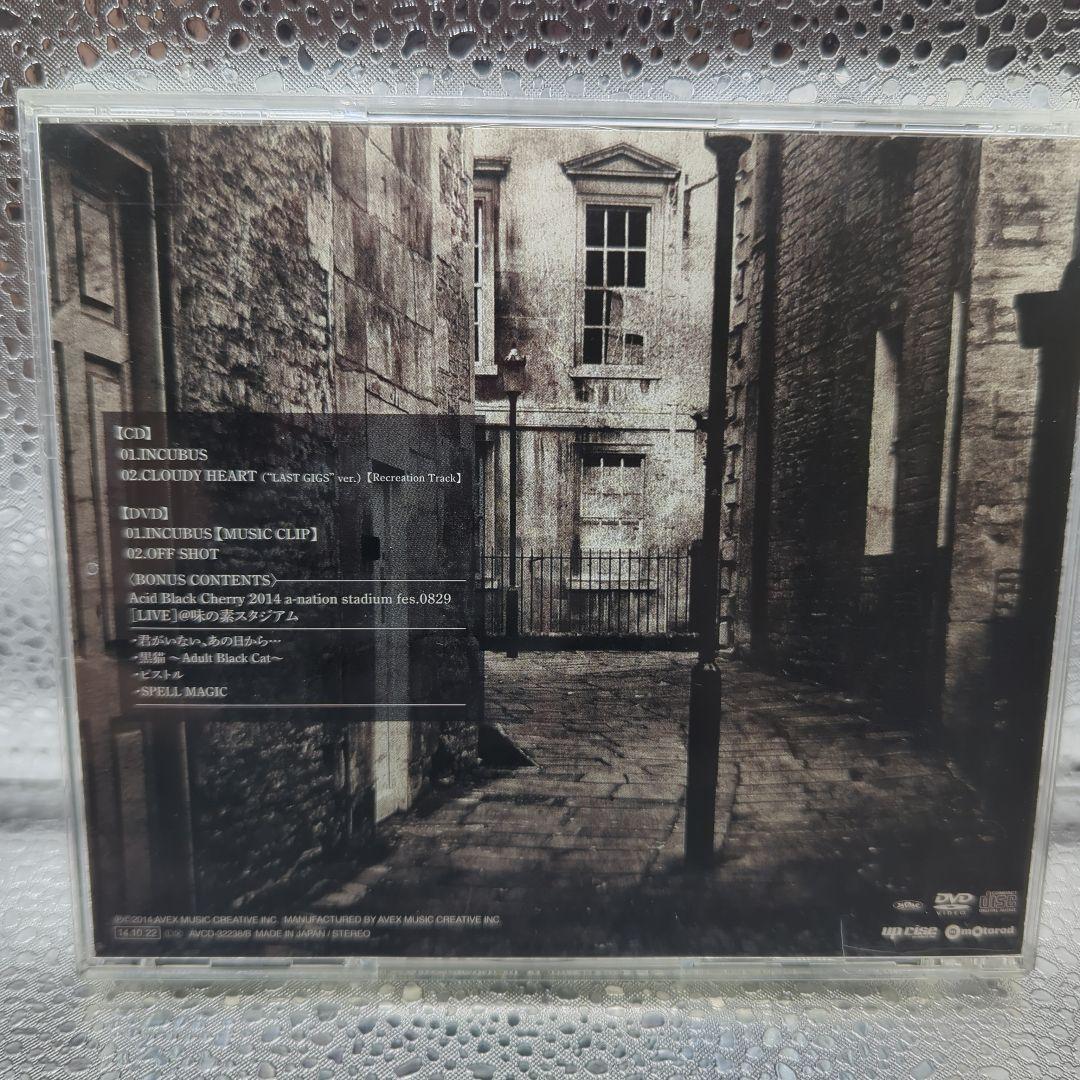 【CD】
01.INCUBUS
02.CLOUDY HEART ("LAST GIGS" ver.)【Recreation Track】
【DVD】
01.INCUBUS【MUSIC CLIP】
02.OFF SHOT
〈BONUS CONTENTS〉
Acid Black Cherry 2014 a-nation stadium fes.0829
[LIVE]@味の素スタジアム
・君がいない、あの日から…
・黒猫 〜Adult Black Cat〜
・ピストル
・SPELL MAGIC
℗©2014 AVEX MUSIC CREATIVE INC. MANUFACTURED BY AVEX MUSIC CREATIVE INC.
14.10.22 AVCD-32238/B MADE IN JAPAN / STEREO
DVD VIDEO
COMPACT disc DIGITAL AUDIO
up rise
motorod